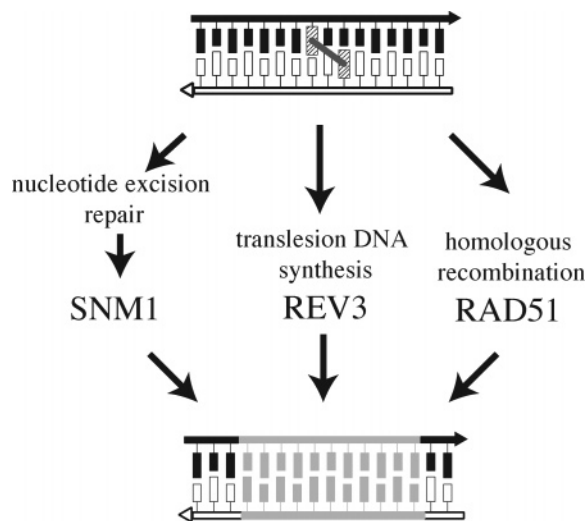 nucleotide excision
repair
SNM1
translesion DNA
synthesis
REV3
homologous
recombination
RAD51